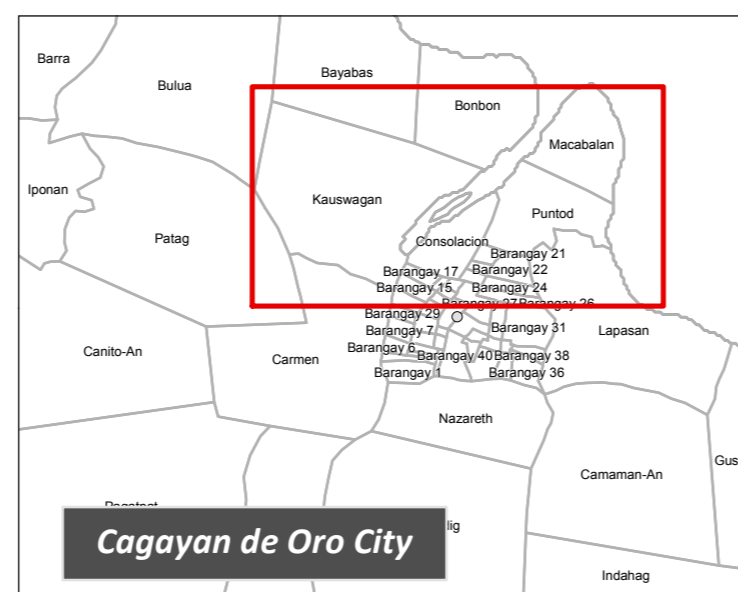 Barra
Bayabas
Bulua
Bonbon
Macabalan
Iponan
Kauswagan
Puntod
Patag
Consolacion
Barangay 21
Barangay 17
Barangay 22
Barangay 15
Barangay 24
Barangay 27
Barangay 26
Barangay 29
Barangay 7
Barangay 31
Lapasan
Canito-An
Carmen
Barangay 6
Barangay 40
Barangay 38
Barangay 1
Barangay 36
Nazareth
Gus
Camaman-An
lig
Cagayan de Oro City
Indahag